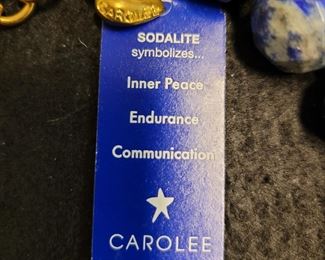 CAROLEE
SODALITE
symbolizes...
Inner Peace
Endurance
Communication
CAROLEE